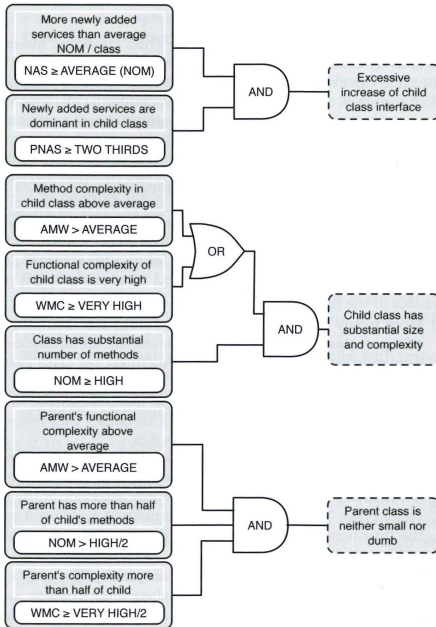 More newly added
services than average
NOM / class
NAS ≥ AVERAGE (NOM)
Newly added services are
dominant in child class
PNAS ≥ TWO THIRDS
AND
Excessive
increase of child
class interface
Method complexity in
child class above average
AMW > AVERAGE
Functional complexity of
child class is very high
WMC ≥ VERY HIGH
OR
Class has substantial
number of methods
NOM ≥ HIGH
AND
Child class has
substantial size
and complexity
Parent's functional
complexity above
average
AMW > AVERAGE
Parent has more than half
of child's methods
NOM > HIGH/2
Parent's complexity more
than half of child
WMC ≥ VERY HIGH/2
AND
Parent class is
neither small nor
dumb